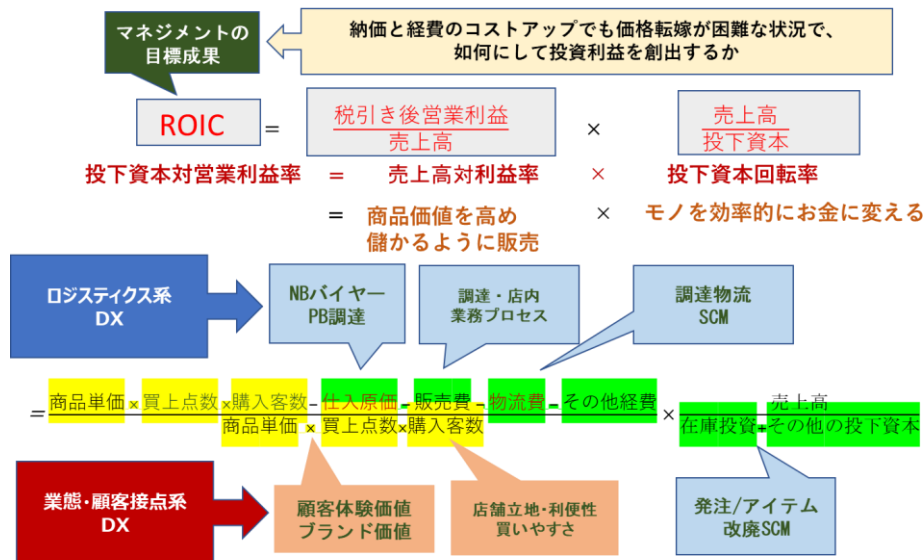 マネジメントの
目標成果
納価と経費のコストアップでも価格転嫁が困難な状況で、
如何にして投資利益を創出するか
ROIC = 税引き後営業利益 / 売上高 × 売上高 / 投下資本
投下資本対営業利益率 = 売上高対利益率 × 投下資本回転率
= 商品価値を高め × モノを効率的にお金に変える
儲かるように販売
ロジスティクス系
DX
NBバイヤー
PB調達
調達・店内
業務プロセス
調達物流
SCM
=
商品単価×買上点数×購入客数-仕入原価-販売費-物流費-その他経費
商品単価×買上点数×購入客数
×
売上高
在庫投資+その他の投下資本
業態・顧客接点系
DX
顧客体験価値
ブランド価値
店舗立地・利便性
買いやすさ
発注/アイテム
改廃SCM